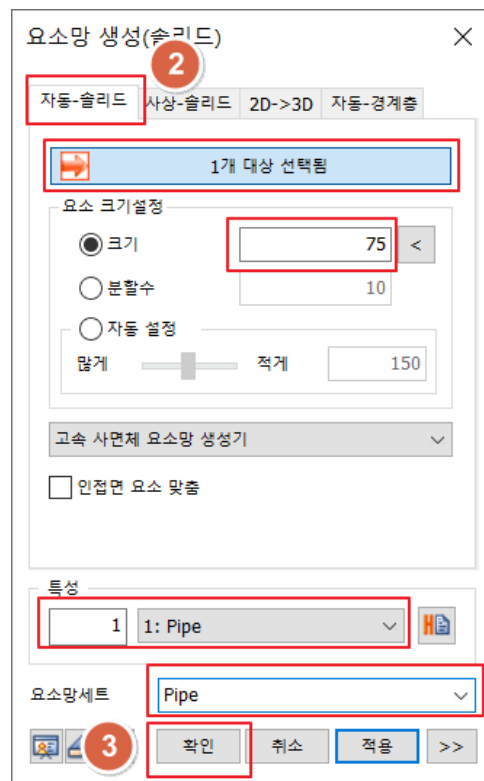 요소망 생성(솔리드)
2
자동-솔리드 사상-솔리드 2D->3D 자동-경계층
1개 대상 선택됨
요소 크기설정
크기 75 <
분할수 10
자동 설정
많게 적게 150
고속 사면체 요소망 생성기
인접면 요소 맞춤
특성
1 1: Pipe
요소망세트 Pipe
3 확인 취소 적용 >>